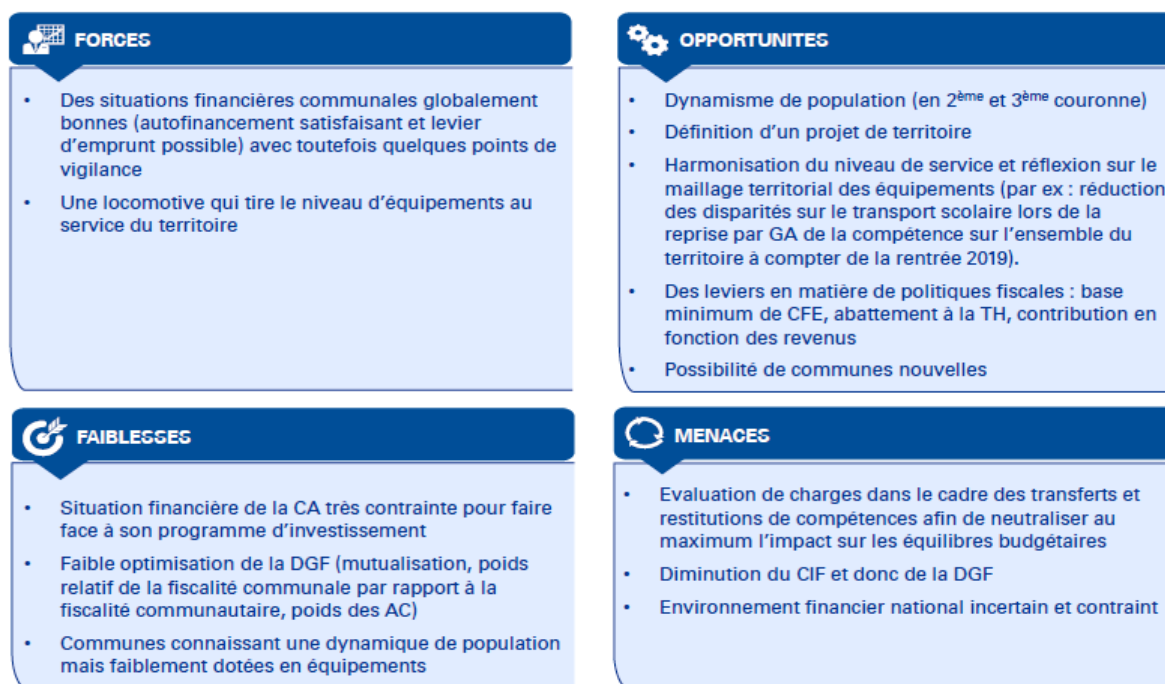 FORCES
• Des situations financières communales globalement
bonnes (autofinancement satisfaisant et levier
d'emprunt possible) avec toutefois quelques points de
vigilance
• Une locomotive qui tire le niveau d'équipements au
service du territoire
OPPORTUNITES
• Dynamisme de population (en 2ème et 3ème couronne)
• Définition d'un projet de territoire
• Harmonisation du niveau de service et réflexion sur le
maillage territorial des équipements (par ex : réduction
des disparités sur le transport scolaire lors de la
reprise par GA de la compétence sur l'ensemble du
territoire à compter de la rentrée 2019).
• Des leviers en matière de politiques fiscales : base
minimum de CFE, abattement à la TH, contribution en
fonction des revenus
• Possibilité de communes nouvelles
FAIBLESSES
• Situation financière de la CA très contrainte pour faire
face à son programme d'investissement
• Faible optimisation de la DGF (mutualisation, poids
relatif de la fiscalité communale par rapport à la
fiscalité communautaire, poids des AC)
• Communes connaissant une dynamique de population
mais faiblement dotées en équipements
MENACES
• Evaluation de charges dans le cadre des transferts et
restitutions de compétences afin de neutraliser au
maximum l'impact sur les équilibres budgétaires
• Diminution du CIF et donc de la DGF
• Environnement financier national incertain et contraint